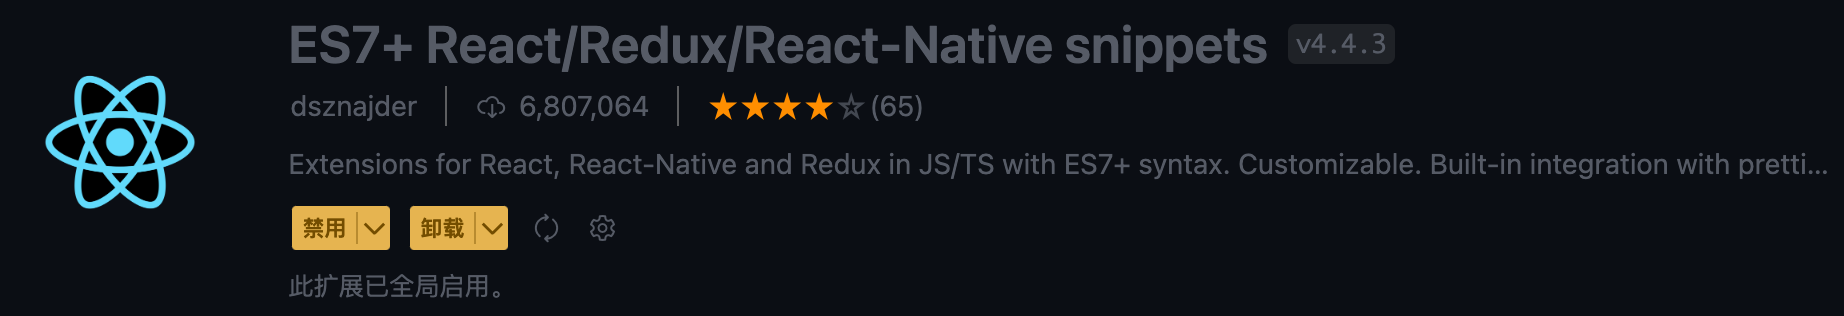 ES7+ React/Redux/React-Native snippets v4.4.3
dsznajder 6,807,064 ★★★★☆(65)
Extensions for React, React-Native and Redux in JS/TS with ES7+ syntax. Customizable. Built-in integration with pretti...
禁用 卸载
此扩展已全局启用。